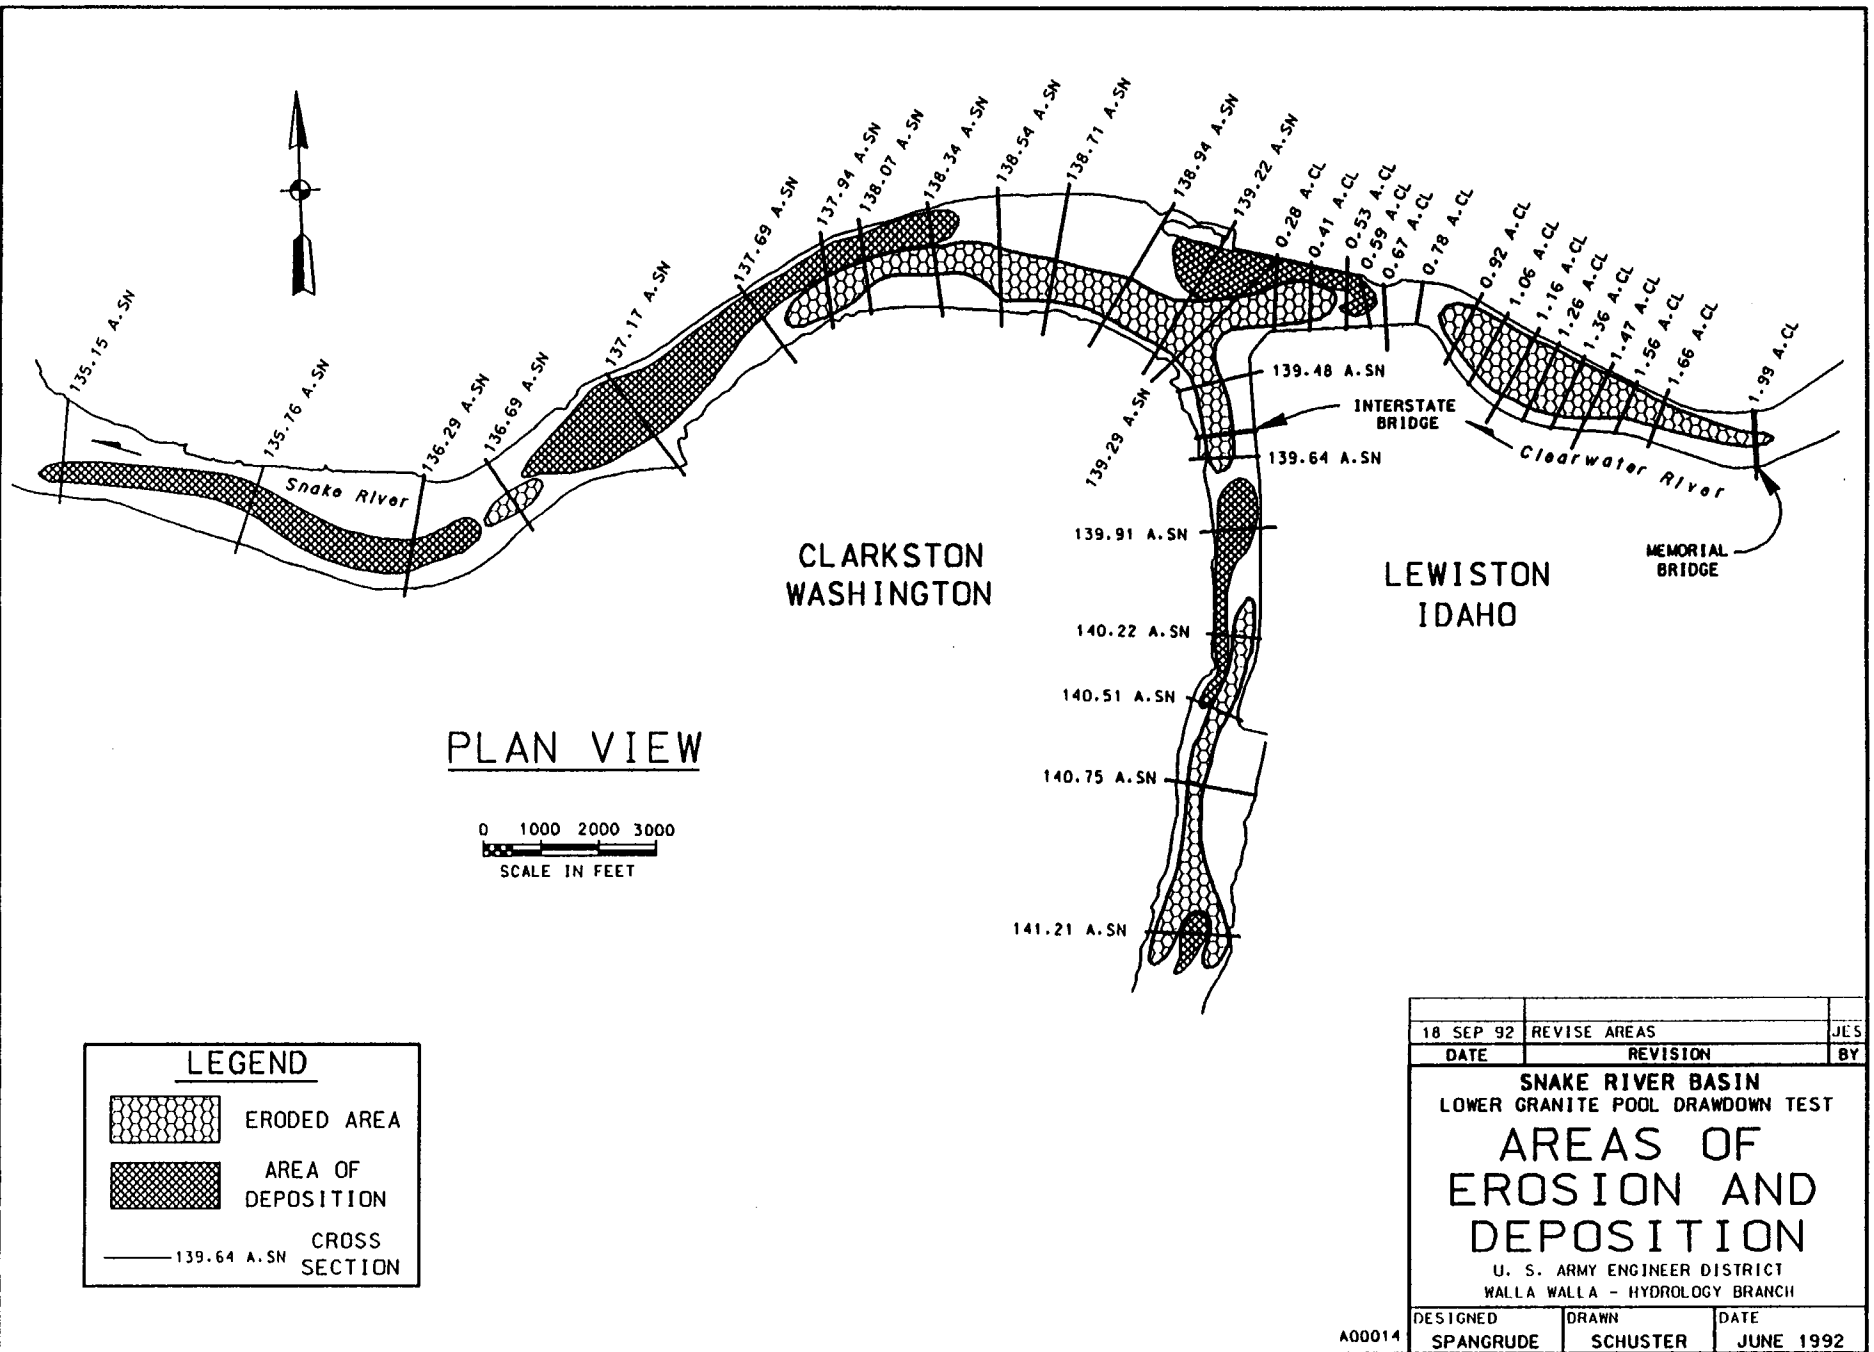 135.15 A.SN
135.76 A.SN
136.29 A.SN
136.69 A.SN
137.17 A.SN
137.69 A.SN
137.94 A.SN
138.07 A.SN
138.34 A.SN
138.54 A.SN
138.71 A.SN
138.94 A.SN
139.22 A.SN
0.28 A.CL
0.41 A.CL
0.53 A.CL
0.59 A.CL
0.67 A.CL
0.78 A.CL
0.92 A.CL
1.06 A.CL
1.16 A.CL
1.26 A.CL
1.36 A.CL
1.47 A.CL
1.56 A.CL
1.66 A.CL
1.99 A.CL
139.29 A.SN
139.48 A.SN
INTERSTATE
BRIDGE
139.64 A.SN
Clearwater River
Snake River
MEMORIAL
BRIDGE
CLARKSTON
WASHINGTON
LEWISTON
IDAHO
139.91 A.SN
140.22 A.SN
140.51 A.SN
140.75 A.SN
141.21 A.SN
PLAN VIEW
0 1000 2000 3000
SCALE IN FEET
LEGEND
ERODED AREA
AREA OF
DEPOSITION
139.64 A.SN
CROSS
SECTION
18 SEP 92 REVISE AREAS JES
DATE REVISION BY
SNAKE RIVER BASIN
LOWER GRANITE POOL DRAWDOWN TEST
AREAS OF
EROSION AND
DEPOSITION
U. S. ARMY ENGINEER DISTRICT
WALLA WALLA - HYDROLOGY BRANCH
DESIGNED DRAWN DATE
SPANGRUDE SCHUSTER JUNE 1992
A00014